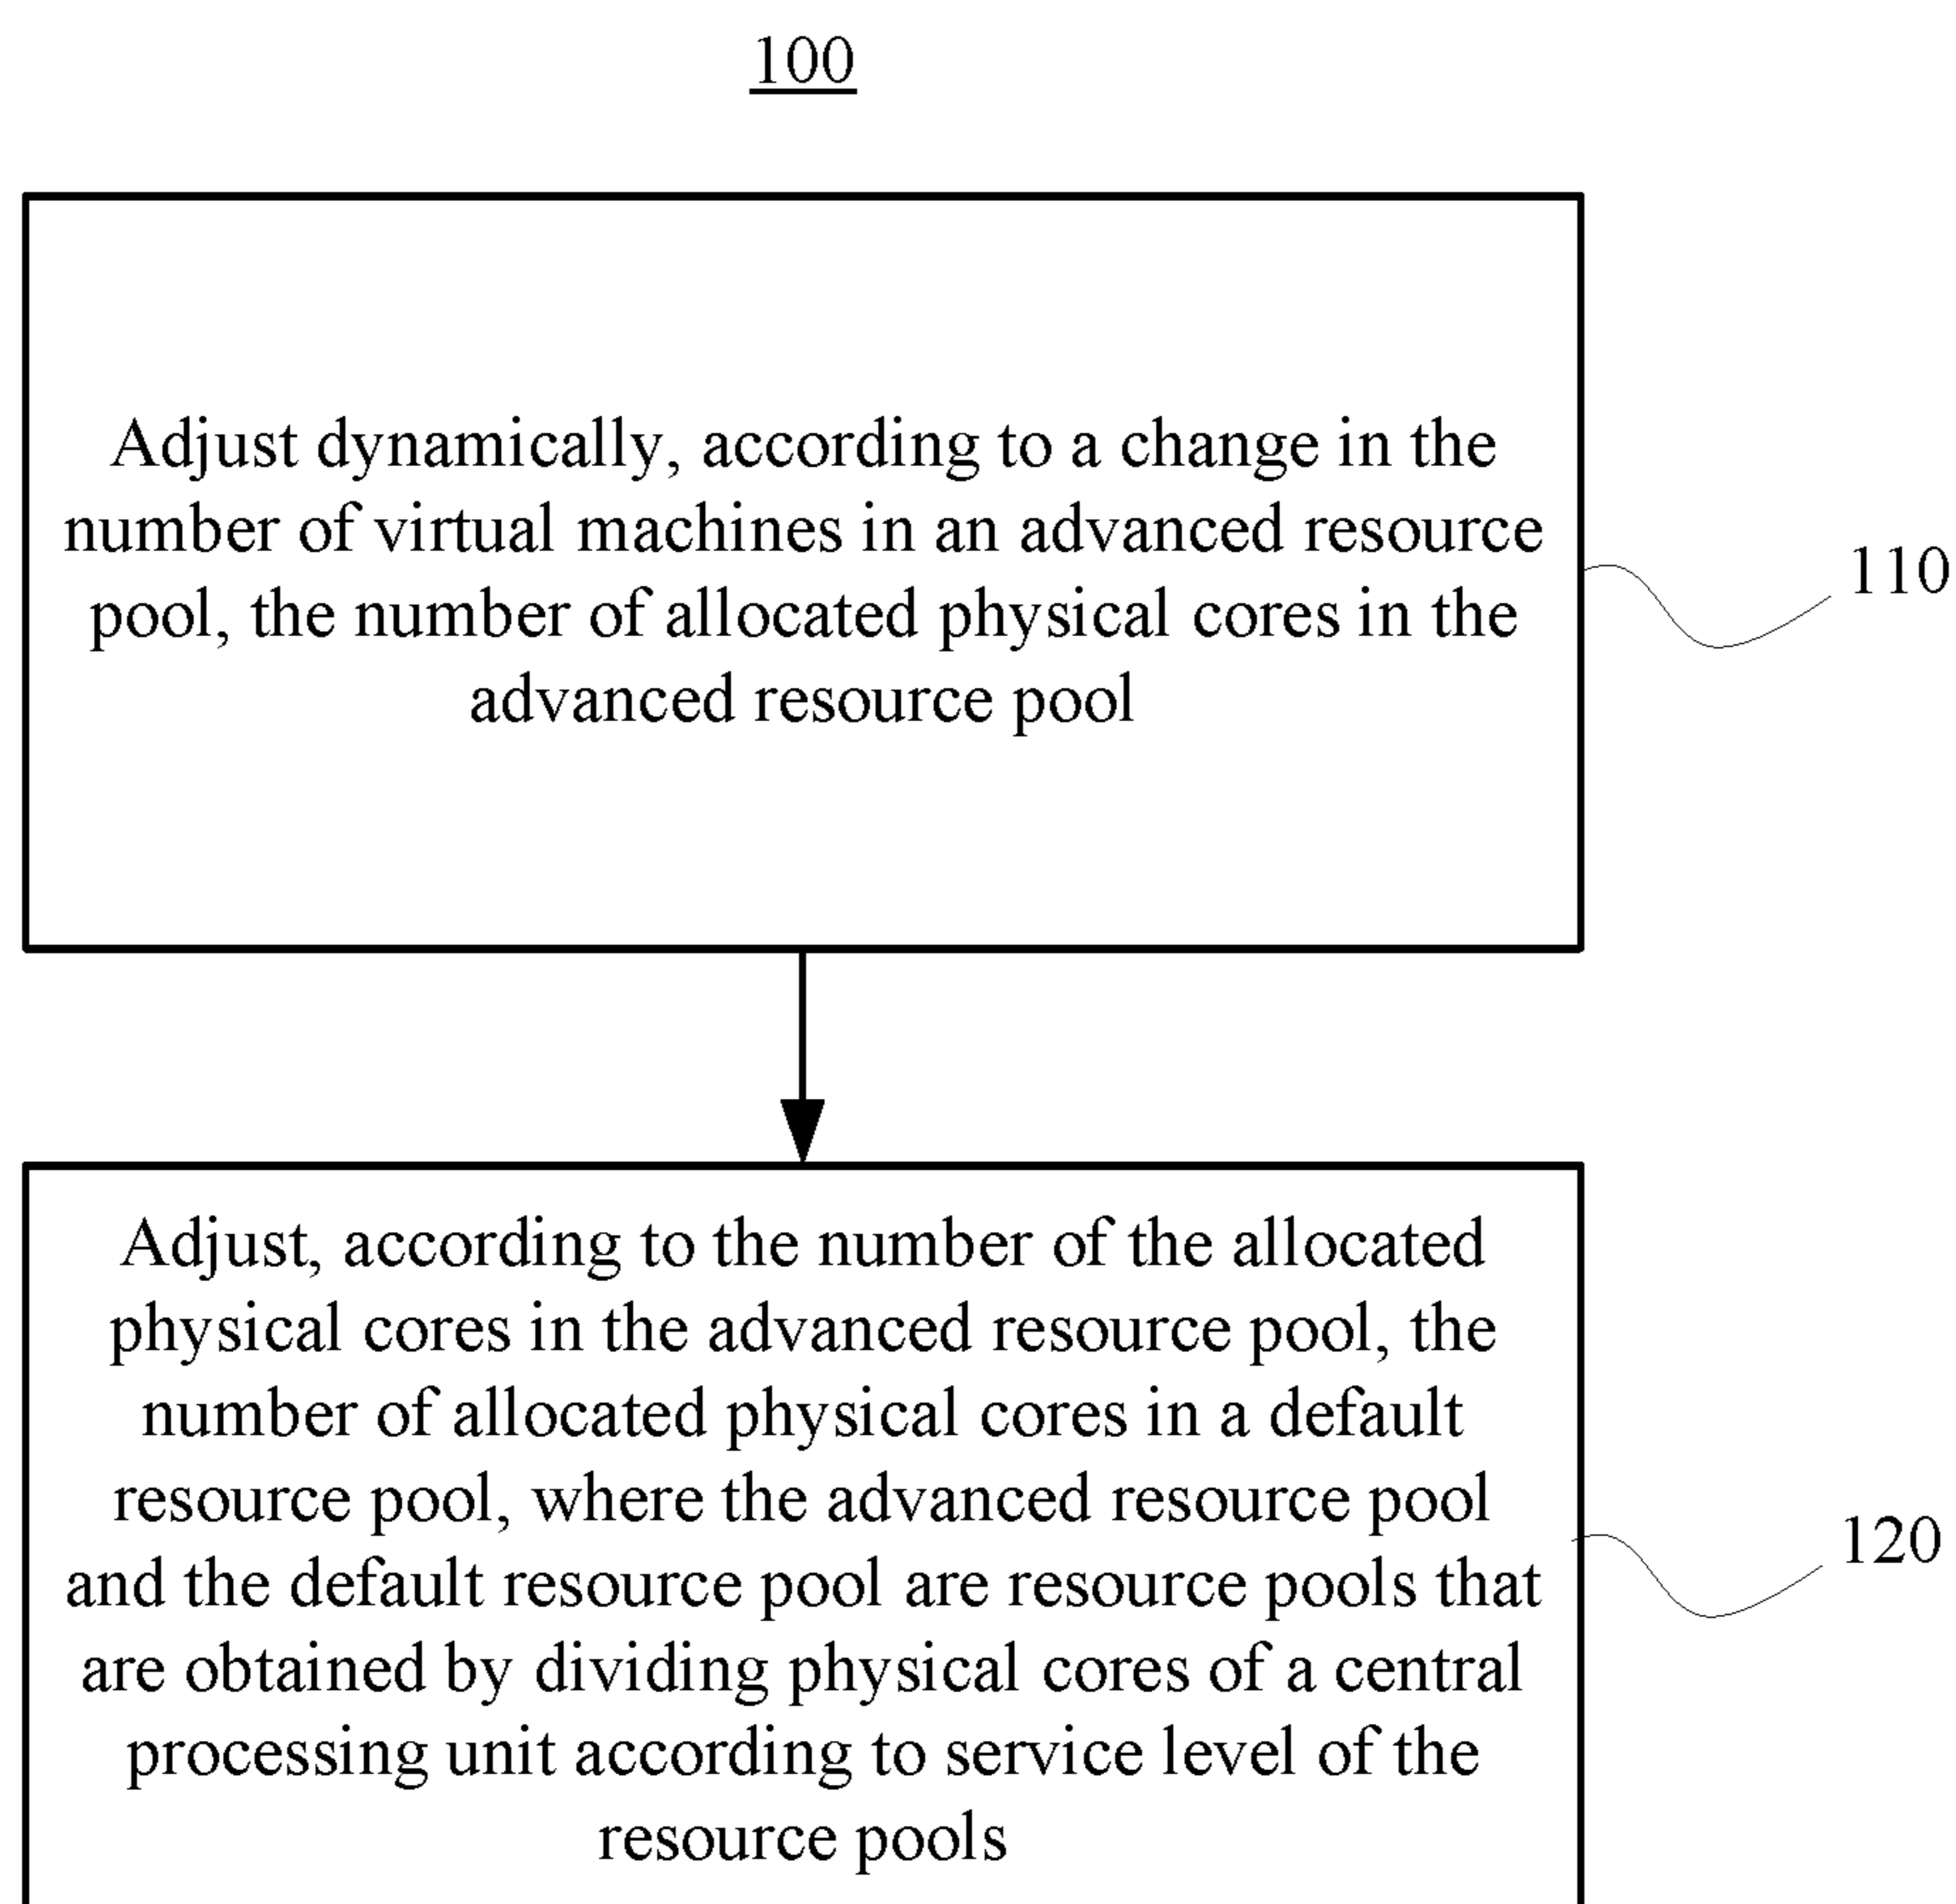 100
Adjust dynamically, according to a change in the
number of virtual machines in an advanced resource
pool, the number of allocated physical cores in the
advanced resource pool
110
Adjust, according to the number of the allocated
physical cores in the advanced resource pool, the
number of allocated physical cores in a default
resource pool, where the advanced resource pool
and the default resource pool are resource pools that
are obtained by dividing physical cores of a central
processing unit according to service level of the
resource pools
120